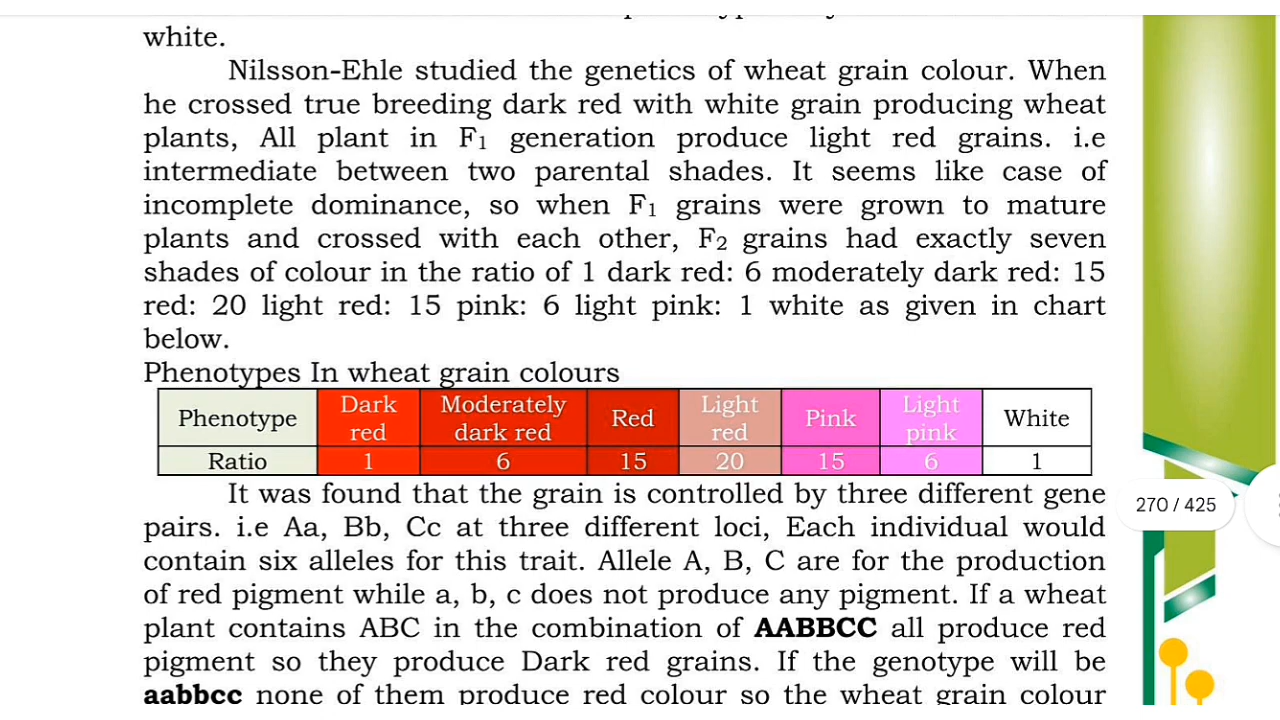 white.
Nilsson-Ehle studied the genetics of wheat grain colour. When
he crossed true breeding dark red with white grain producing wheat
plants, All plant in F₁ generation produce light red grains. i.e
intermediate between two parental shades. It seems like case of
incomplete dominance, so when F₁ grains were grown to mature
plants and crossed with each other, F₂ grains had exactly seven
shades of colour in the ratio of 1 dark red: 6 moderately dark red: 15
red: 20 light red: 15 pink: 6 light pink: 1 white as given in chart
below.
Phenotypes In wheat grain colours
Phenotype Dark red Moderately dark red Red Light red Pink Light pink White
Ratio 1 6 15 20 15 6 1
It was found that the grain is controlled by three different gene
pairs. i.e Aa, Bb, Cc at three different loci, Each individual would
contain six alleles for this trait. Allele A, B, C are for the production
of red pigment while a, b, c does not produce any pigment. If a wheat
plant contains ABC in the combination of AABBCC all produce red
pigment so they produce Dark red grains. If the genotype will be
aabbcc none of them produce red colour so the wheat grain colour
270 / 425